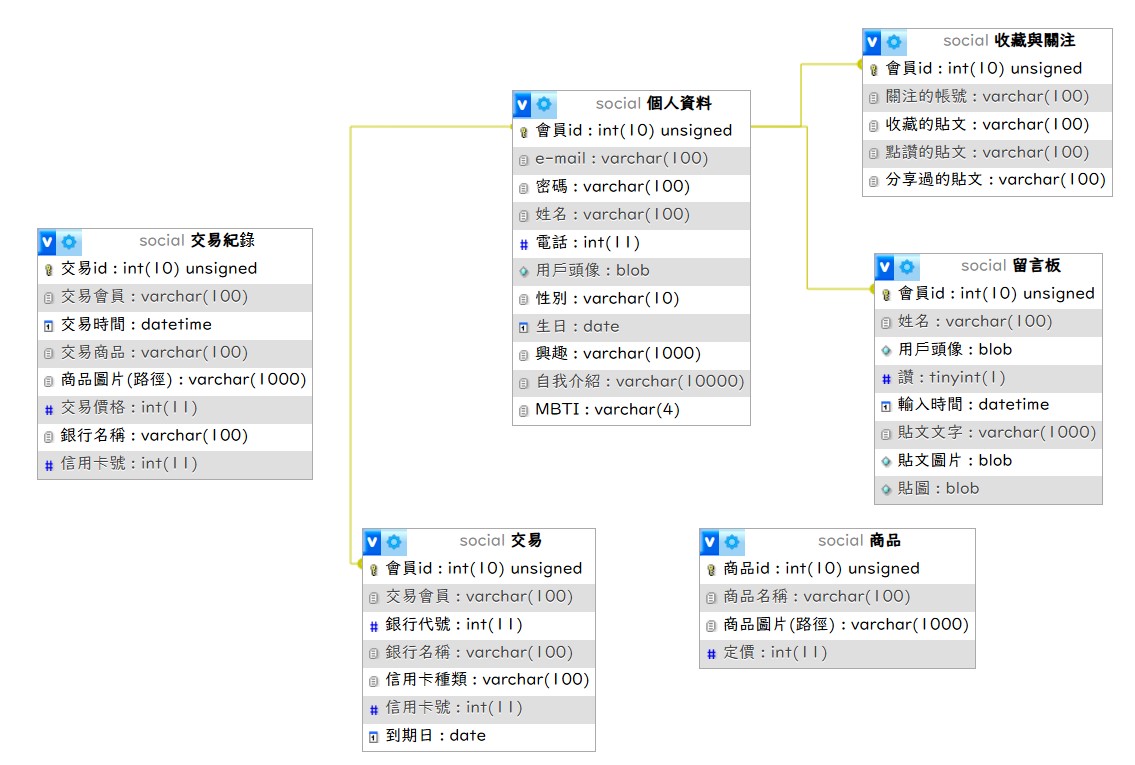 social 收藏與關注
會員id : int(10) unsigned
關注的帳號 : varchar(100)
收藏的貼文 : varchar(100)
點讚的貼文 : varchar(100)
分享過的貼文 : varchar(100)
social 個人資料
會員id : int(10) unsigned
e-mail : varchar(100)
密碼 : varchar(100)
姓名 : varchar(100)
電話 : int(11)
用戶頭像 : blob
性別 : varchar(10)
生日 : date
興趣 : varchar(1000)
自我介紹 : varchar(10000)
MBTI : varchar(4)
social 交易紀錄
交易id : int(10) unsigned
交易會員 : varchar(100)
交易時間 : datetime
交易商品 : varchar(100)
商品圖片(路徑) : varchar(1000)
交易價格 : int(11)
銀行名稱 : varchar(100)
信用卡號 : int(11)
social 留言板
會員id : int(10) unsigned
姓名 : varchar(100)
用戶頭像 : blob
讚 : tinyint(1)
輸入時間 : datetime
貼文文字 : varchar(1000)
貼文圖片 : blob
貼圖 : blob
social 交易
會員id : int(10) unsigned
交易會員 : varchar(100)
銀行代號 : int(11)
銀行名稱 : varchar(100)
信用卡種類 : varchar(100)
信用卡號 : int(11)
到期日 : date
social 商品
商品id : int(10) unsigned
商品名稱 : varchar(100)
商品圖片(路徑) : varchar(1000)
定價 : int(11)